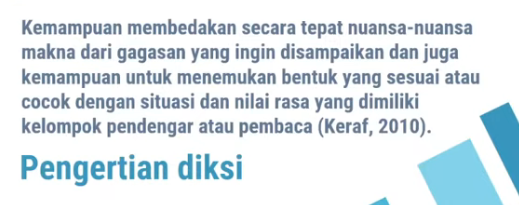 Kemampuan membedakan secara tepat nuansa-nuansa
makna dari gagasan yang ingin disampaikan dan juga
kemampuan untuk menemukan bentuk yang sesuai atau
cocok dengan situasi dan nilai rasa yang dimiliki
kelompok pendengar atau pembaca (Keraf, 2010).
Pengertian diksi